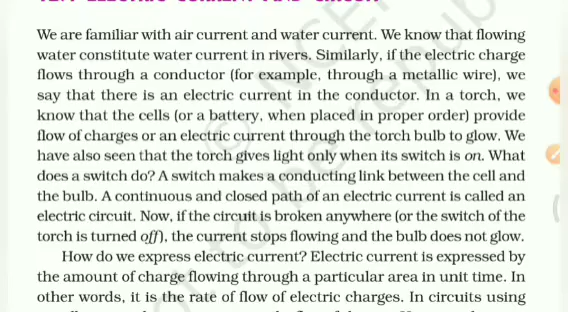 We are familiar with air current and water current. We know that flowing
water constitute water current in rivers. Similarly, if the electric charge
flows through a conductor (for example, through a metallic wire), we
say that there is an electric current in the conductor. In a torch, we
know that the cells (or a battery, when placed in proper order) provide
flow of charges or an electric current through the torch bulb to glow. We
have also seen that the torch gives light only when its switch is on. What
does a switch do? A switch makes a conducting link between the cell and
the bulb. A continuous and closed path of an electric current is called an
electric circuit. Now, if the circuit is broken anywhere (or the switch of the
torch is turned off), the current stops flowing and the bulb does not glow.
How do we express electric current? Electric current is expressed by
the amount of charge flowing through a particular area in unit time. In
other words, it is the rate of flow of electric charges. In circuits using